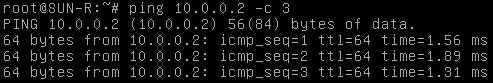 root@SUN-R:~# ping 10.0.0.2 -c 3
PING 10.0.0.2 (10.0.0.2) 56(84) bytes of data.
64 bytes from 10.0.0.2: icmp_seq=1 ttl=64 time=1.56 ms
64 bytes from 10.0.0.2: icmp_seq=2 ttl=64 time=1.89 ms
64 bytes from 10.0.0.2: icmp_seq=3 ttl=64 time=1.31 ms